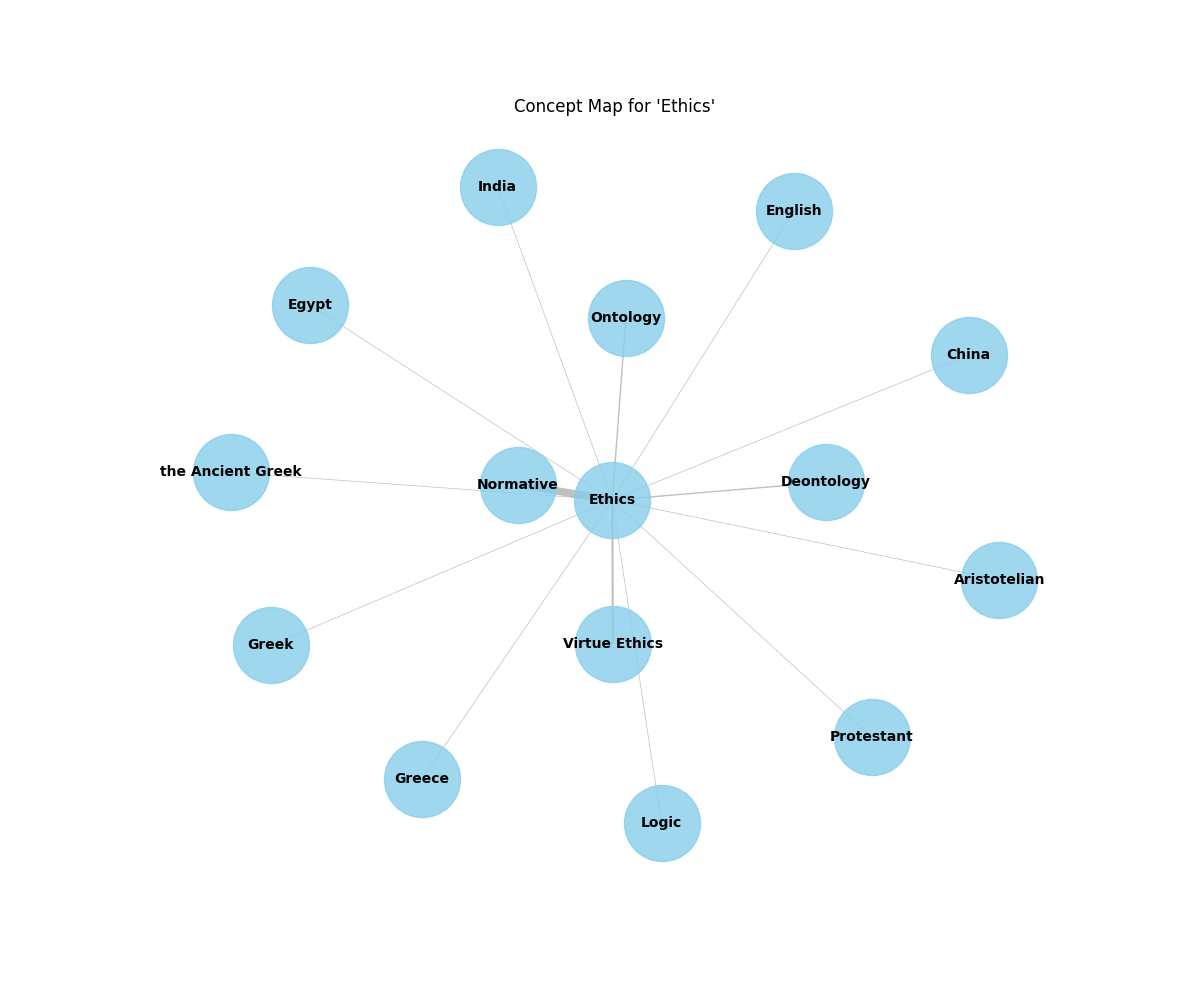 Concept Map for 'Ethics'
India
English
Egypt
Ontology
China
the Ancient Greek
Normative
Ethics
Deontology
Aristotelian
Greek
Virtue Ethics
Protestant
Greece
Logic